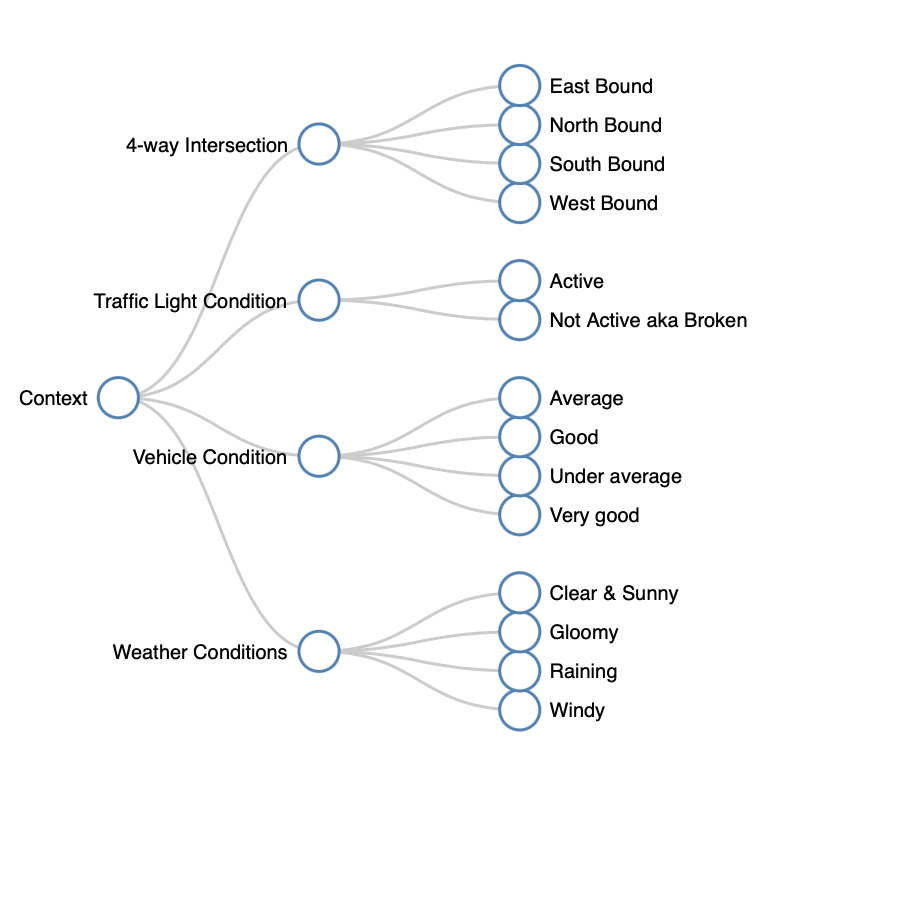 East Bound
4-way Intersection
North Bound
South Bound
West Bound
Traffic Light Condition
Active
Not Active aka Broken
Context
Average
Good
Vehicle Condition
Under average
Very good
Clear & Sunny
Gloomy
Weather Conditions
Raining
Windy